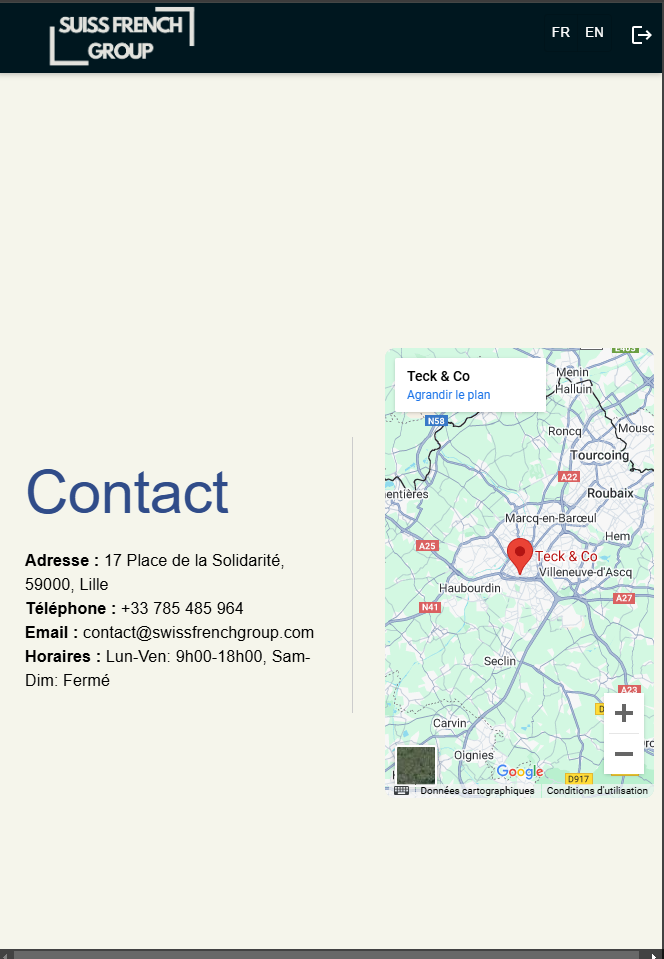 SUISS FRENCH
GROUP
FR EN
Contact
Adresse : 17 Place de la Solidarité,
59000, Lille
Téléphone : +33 785 485 964
Email : contact@swissfrenchgroup.com
Horaires : Lun-Ven: 9h00-18h00, Sam-
Dim: Fermé
Teck & Co
Agrandir le plan
Menin
Halluin
N58
Roncq
Mousc
Tourcoing
A22
entières
Roubaix
Marcq-en-Barœul
Hem
A25
Teck & Co
Villeneuve-d'Ascq
Haubourdin
A27
N41
Seclin
A23
D
Carvin
Oignies
Google
D917
Données cartographiques
Conditions d'utilisation